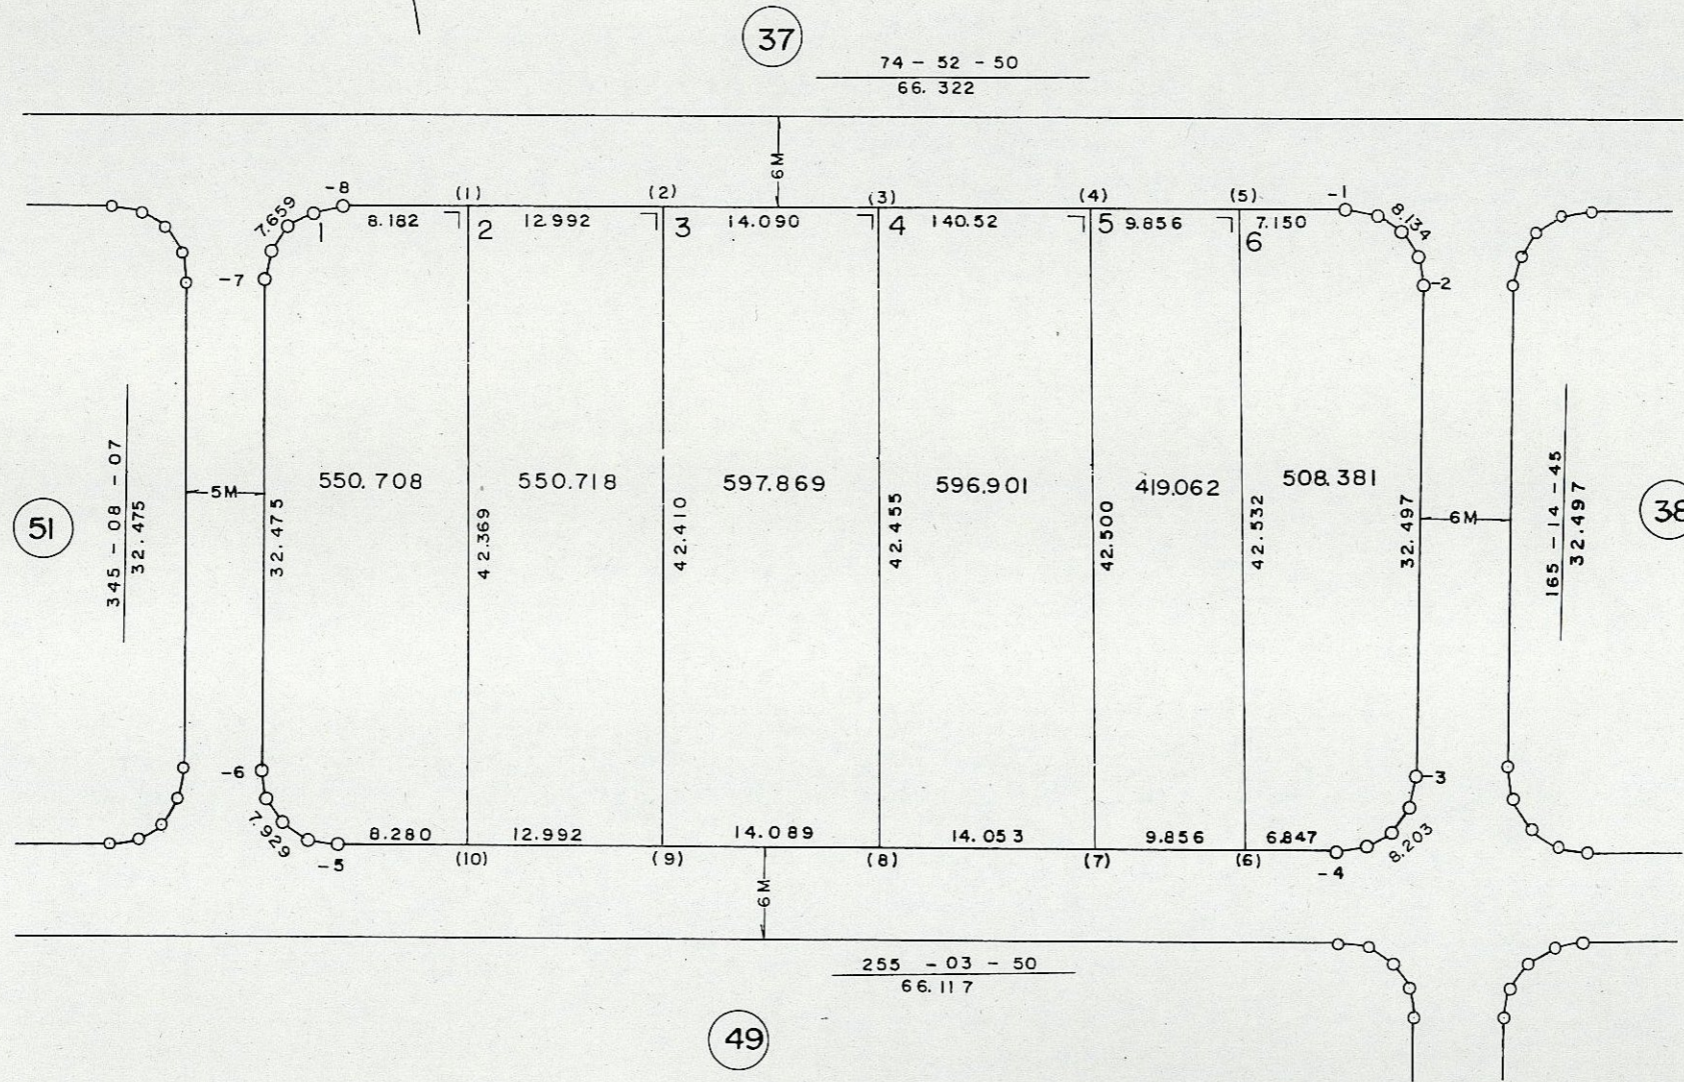 37
74 - 52 - 50
66. 322
6M
-8 (1) (2) (3) (4) (5) -1
7.659 8.182 12.992 14.090 140.52 9.856 7.150 8.134
1 2 3 4 5 6
-7 -2
550.708 550.718 597.869 596.901 419.062 508.381
51
345 - 08 - 07
32.475
5M
32.475
42.369
42.410
42.455
42.500
42.532
32.497
6M
165 - 14 - 45
32.497
38
-6 -3
7.929 8.280 12.992 14.089 14.053 9.856 6.847 8.203
-5 (10) (9) (8) (7) (6) -4
6M
255 - 03 - 50
66.117
49